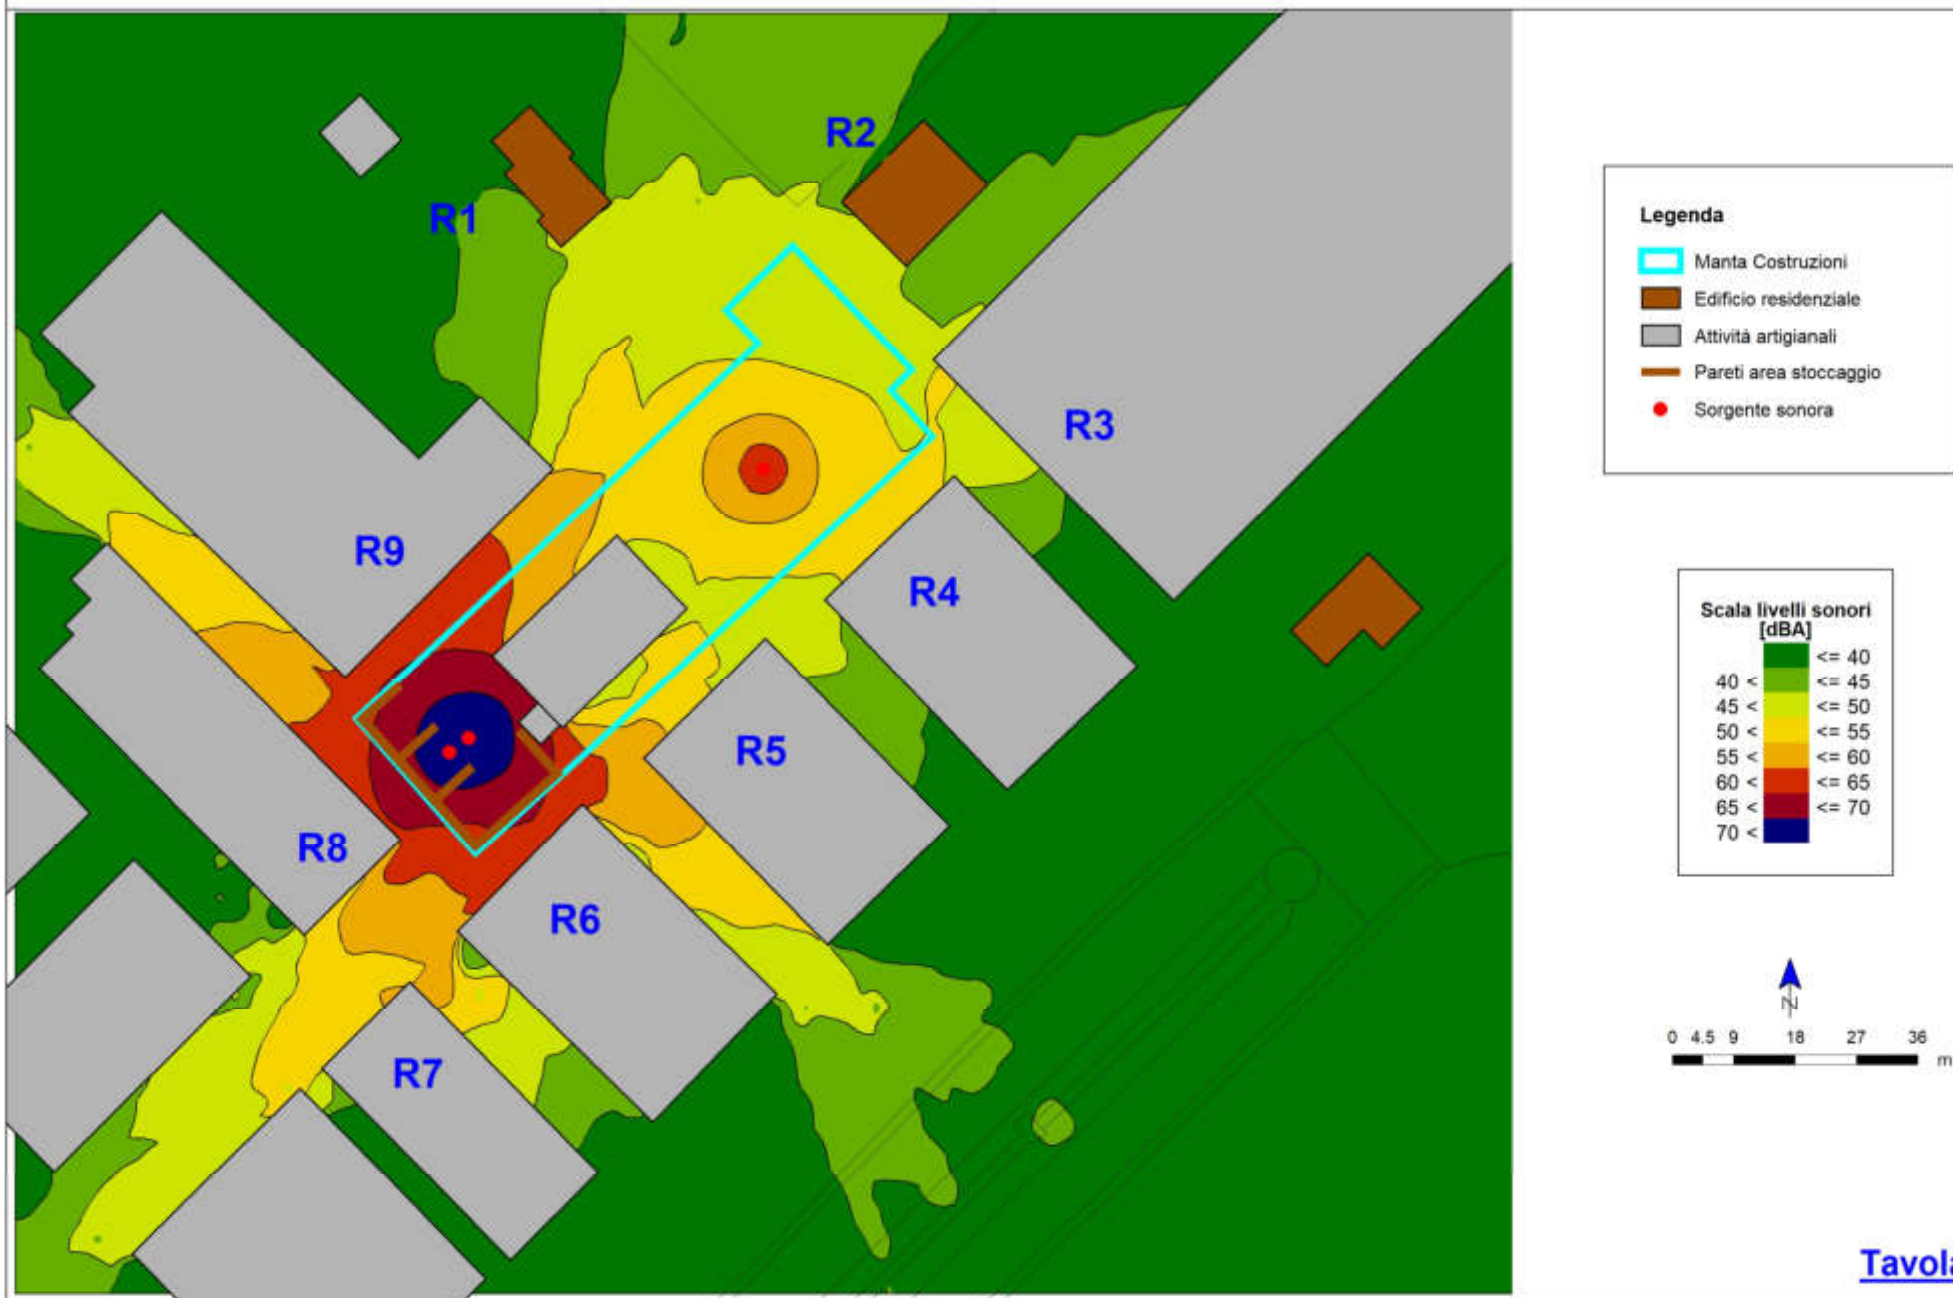 R1
R2
R3
R4
R5
R6
R7
R8
R9
Legenda
Manta Costruzioni
Edificio residenziale
Attività artigianali
Pareti area stoccaggio
Sorgente sonora
Scala livelli sonori
[dBA]
<= 40
40 < <= 45
45 < <= 50
50 < <= 55
55 < <= 60
60 < <= 65
65 < <= 70
70 <
N
0 4.5 9 18 27 36
m
Tavola